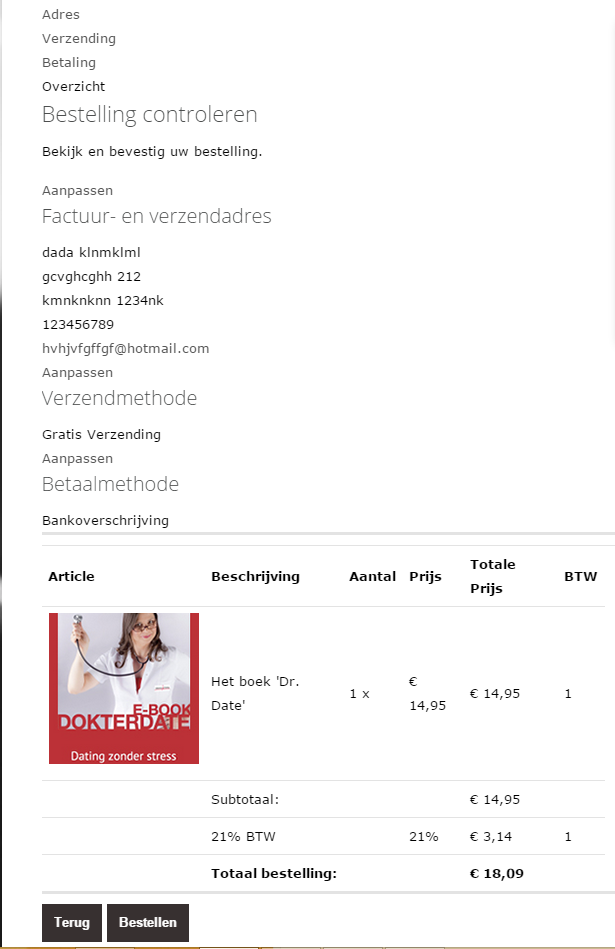 Adres
Verzending
Betaling
Overzicht
Bestelling controleren
Bekijk en bevestig uw bestelling.
Aanpassen
Factuur- en verzendadres
dada klnmklml
gcvghcghh 212
kmnknknn 1234nk
123456789
hvhjvfgffgf@hotmail.com
Aanpassen
Verzendmethode
Gratis Verzending
Aanpassen
Betaalmethode
Bankoverschrijving
Article Beschrijving Aantal Prijs Totale Prijs BTW
E-BOOK
DOKTERDATE
Dating zonder stress
Het boek 'Dr. Date' 1 x € 14,95 € 14,95 1
Subtotaal: € 14,95
21% BTW 21% € 3,14 1
Totaal bestelling: € 18,09
Terug Bestellen